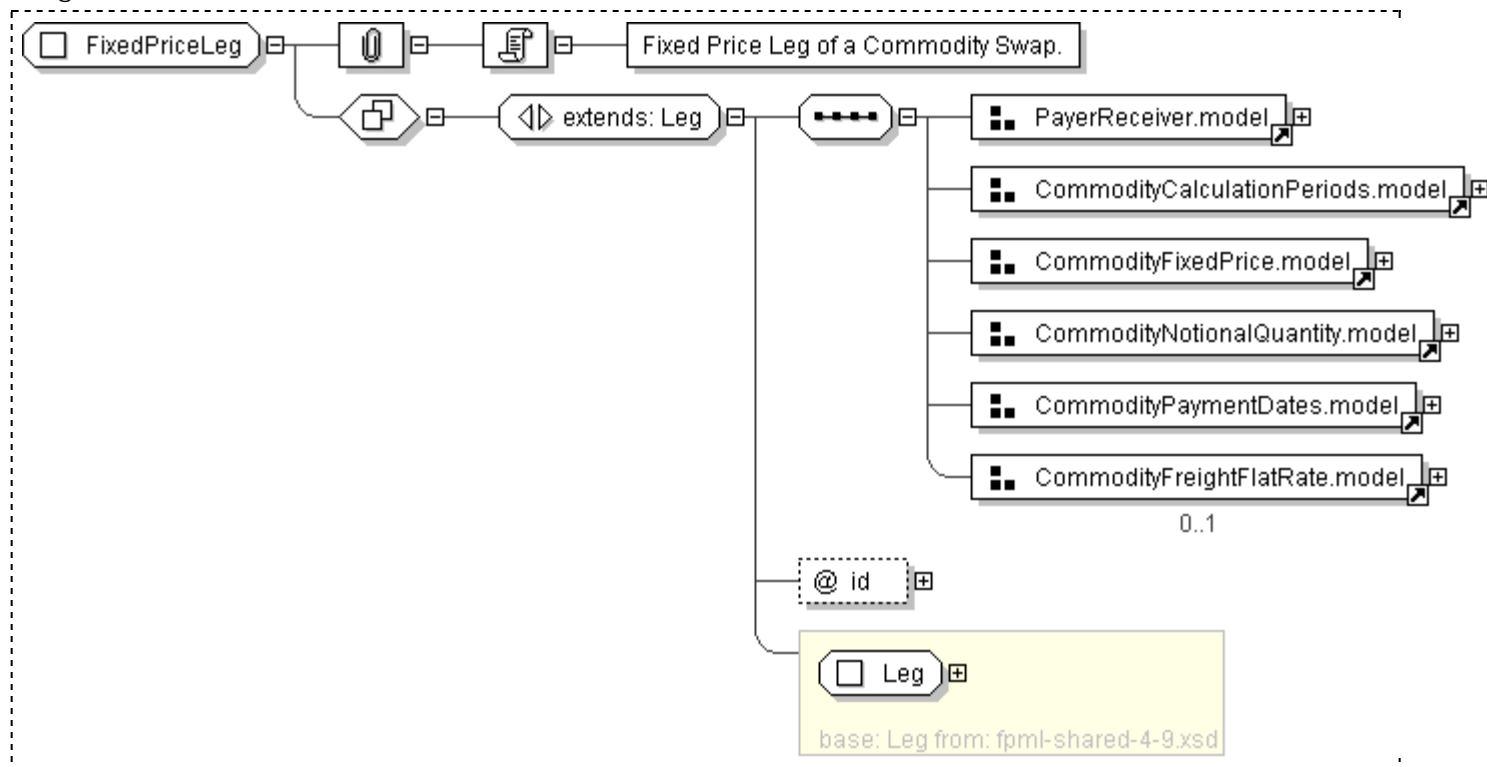 FixedPriceLeg
Fixed Price Leg of a Commodity Swap.
extends: Leg
PayerReceiver.model
CommodityCalculationPeriods.model
CommodityFixedPrice.model
CommodityNotionalQuantity.model
CommodityPaymentDates.model
CommodityFreightFlatRate.model
0..1
@ id
Leg
base: Leg from: fpml-shared-4-9.xsd